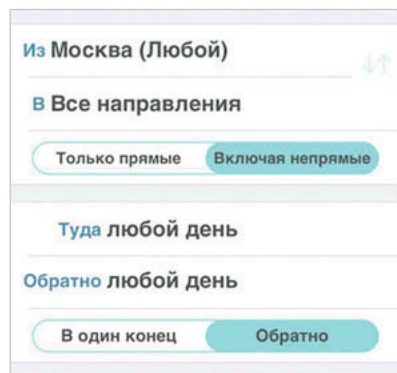 Из Москва (Любой)
В Все направления
Только прямые Включая непрямые
Туда любой день
Обратно любой день
В один конец Обратно